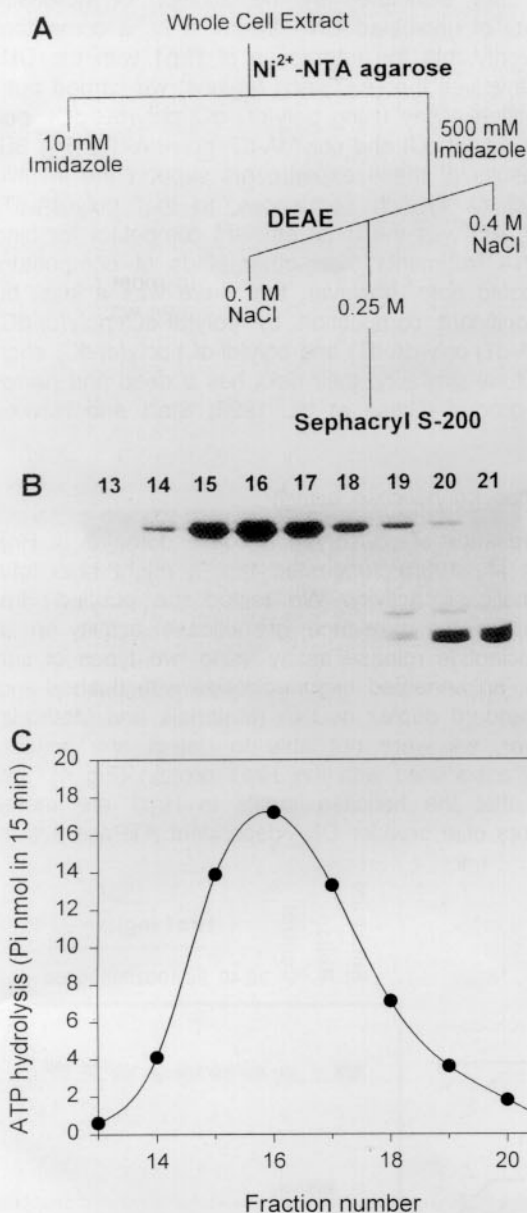 A
Whole Cell Extract
Ni²⁺-NTA agarose
10 mM
Imidazole
500 mM
Imidazole
DEAE
0.1 M
NaCl
0.25 M
0.4 M
NaCl
Sephacryl S-200
B
13 14 15 16 17 18 19 20 21
C
ATP hydrolysis (Pi nmol in 15 min)
20
18
16
14
12
10
8
6
4
2
0
14 16 18 20
Fraction number